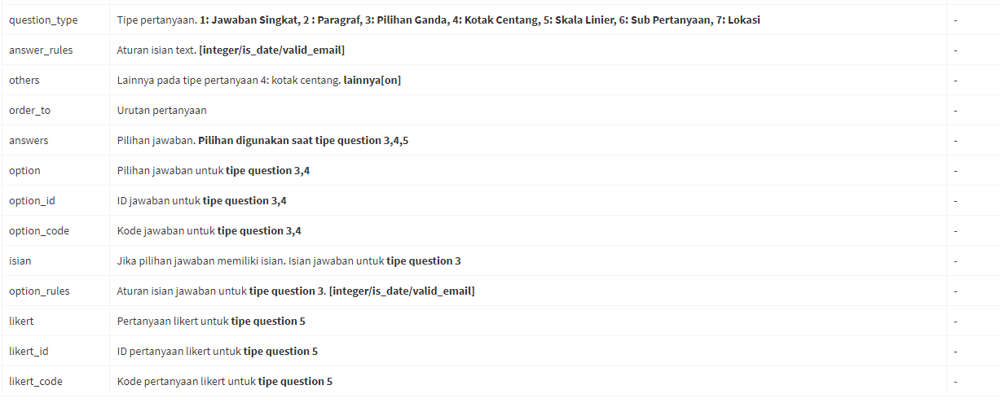 question_type Tipe pertanyaan. 1: Jawaban Singkat, 2 : Paragraf, 3: Pilihan Ganda, 4: Kotak Centang, 5: Skala Linier, 6: Sub Pertanyaan, 7: Lokasi -
answer_rules Aturan isian text. [integer/is_date/valid_email] -
others Lainnya pada tipe pertanyaan 4: kotak centang. lainnya[on] -
order_to Urutan pertanyaan -
answers Pilihan jawaban. Pilihan digunakan saat tipe question 3,4,5 -
option Pilihan jawaban untuk tipe question 3,4 -
option_id ID jawaban untuk tipe question 3,4 -
option_code Kode jawaban untuk tipe question 3,4 -
isian Jika pilihan jawaban memiliki isian. Isian jawaban untuk tipe question 3 -
option_rules Aturan isian jawaban untuk tipe question 3. [integer/is_date/valid_email] -
likert Pertanyaan likert untuk tipe question 5 -
likert_id ID pertanyaan likert untuk tipe question 5 -
likert_code Kode pertanyaan likert untuk tipe question 5 -